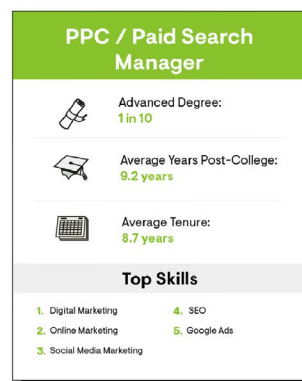 PPC / Paid Search
Manager
Advanced Degree:
1 in 10
Average Years Post-College:
9.2 years
Average Tenure:
8.7 years
Top Skills
1. Digital Marketing
2. Online Marketing
3. Social Media Marketing
4. SEO
5. Google Ads